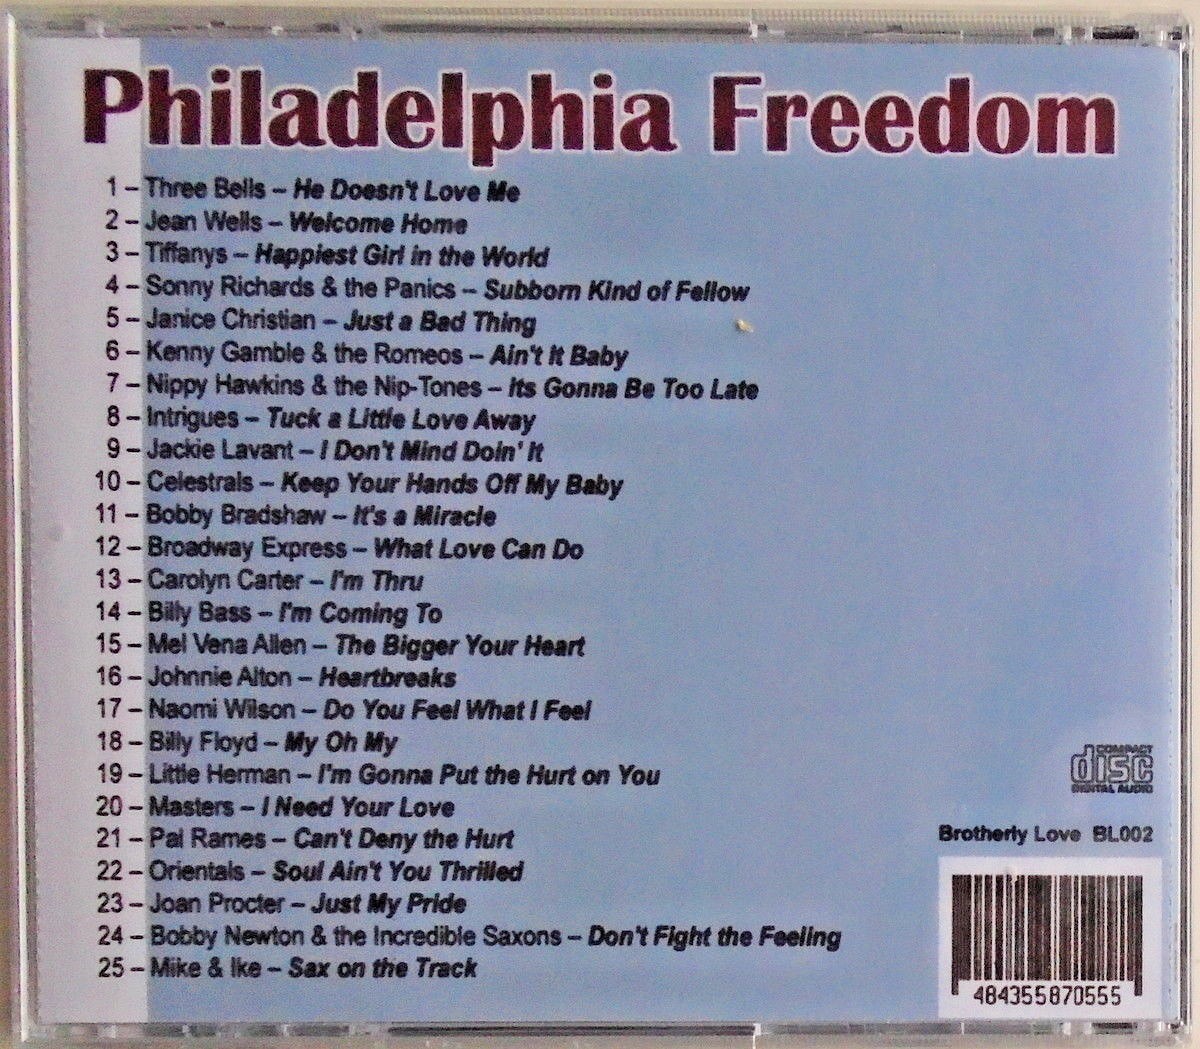 Philadelphia Freedom
1 – Three Bells – He Doesn't Love Me
2 – Jean Wells – Welcome Home
3 – Tiffanys – Happiest Girl in the World
4 – Sonny Richards & the Panics – Subborn Kind of Fellow
5 – Janice Christian – Just a Bad Thing
6 – Kenny Gamble & the Romeos – Ain't It Baby
7 – Nippy Hawkins & the Nip-Tones – Its Gonna Be Too Late
8 – Intrigues – Tuck a Little Love Away
9 – Jackie Lavant – I Don't Mind Doin' It
10 – Celestrals – Keep Your Hands Off My Baby
11 – Bobby Bradshaw – It's a Miracle
12 – Broadway Express – What Love Can Do
13 – Carolyn Carter – I'm Thru
14 – Billy Bass – I'm Coming To
15 – Mel Vena Allen – The Bigger Your Heart
16 – Johnnie Alton – Heartbreaks
17 – Naomi Wilson – Do You Feel What I Feel
18 – Billy Floyd – My Oh My
19 – Little Herman – I'm Gonna Put the Hurt on You
20 – Masters – I Need Your Love
21 – Pal Rames – Can't Deny the Hurt
22 – Orientals – Soul Ain't You Thrilled
23 – Joan Procter – Just My Pride
24 – Bobby Newton & the Incredible Saxons – Don't Fight the Feeling
25 – Mike & Ike – Sax on the Track
COMPACT
disc
DIGITAL AUDIO
Brotherly Love BL002
484355870555